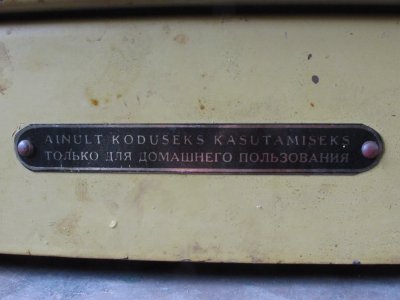 AINULT KODUSEKS KASUTAMISEKS
ТОЛЬКО ДЛЯ ДОМАШНЕГО ПОЛЬЗОВАНИЯ